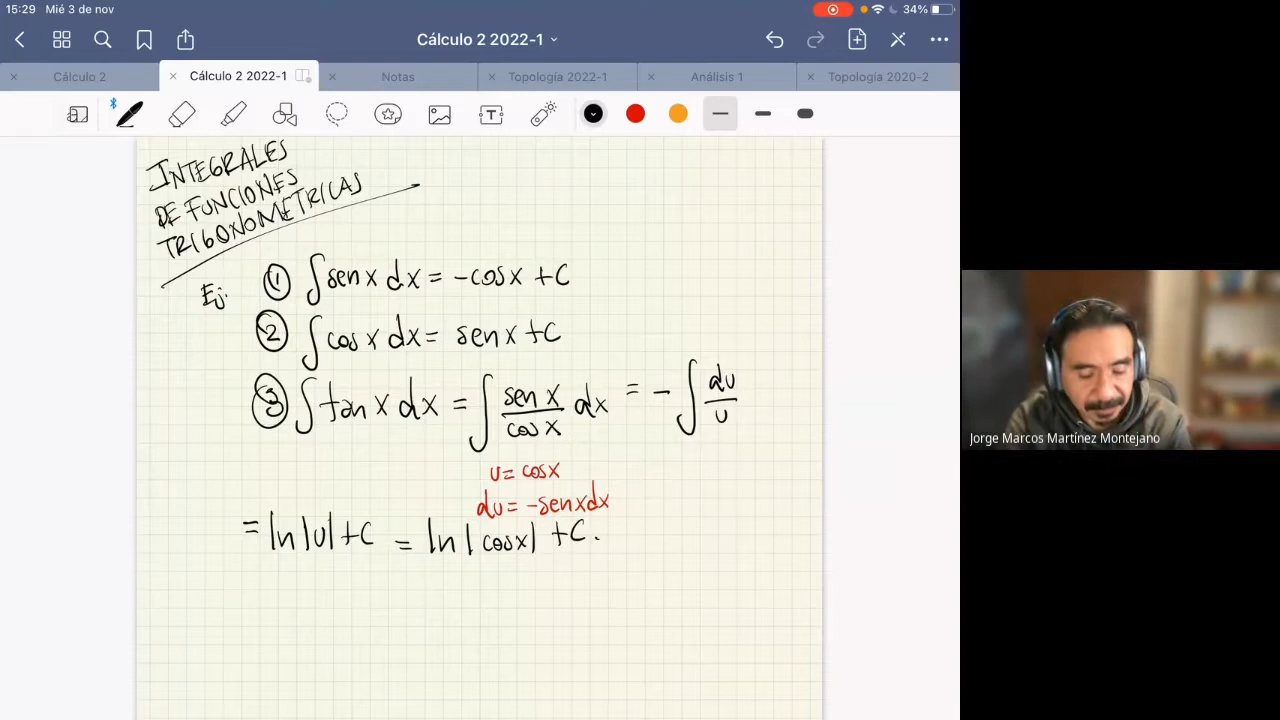 15:29 Mié 3 de nov 34%
Cálculo 2 2022-1
Cálculo 2 Cálculo 2 2022-1 Notas Topología 2022-1 Análisis 1 Topología 2020-2
INTEGRALES
DE FUNCIONES
TRIGONOMETRICAS
Ej. ① ∫ sen x dx = -cos x + C
② ∫ cos x dx = sen x + C
③ ∫ tan x dx = ∫ sen x / cos x dx = - ∫ du / u
u = cos x
du = -sen x dx
= ln |u| + C = ln | cos x | + C.
Jorge Marcos Martínez Montejano